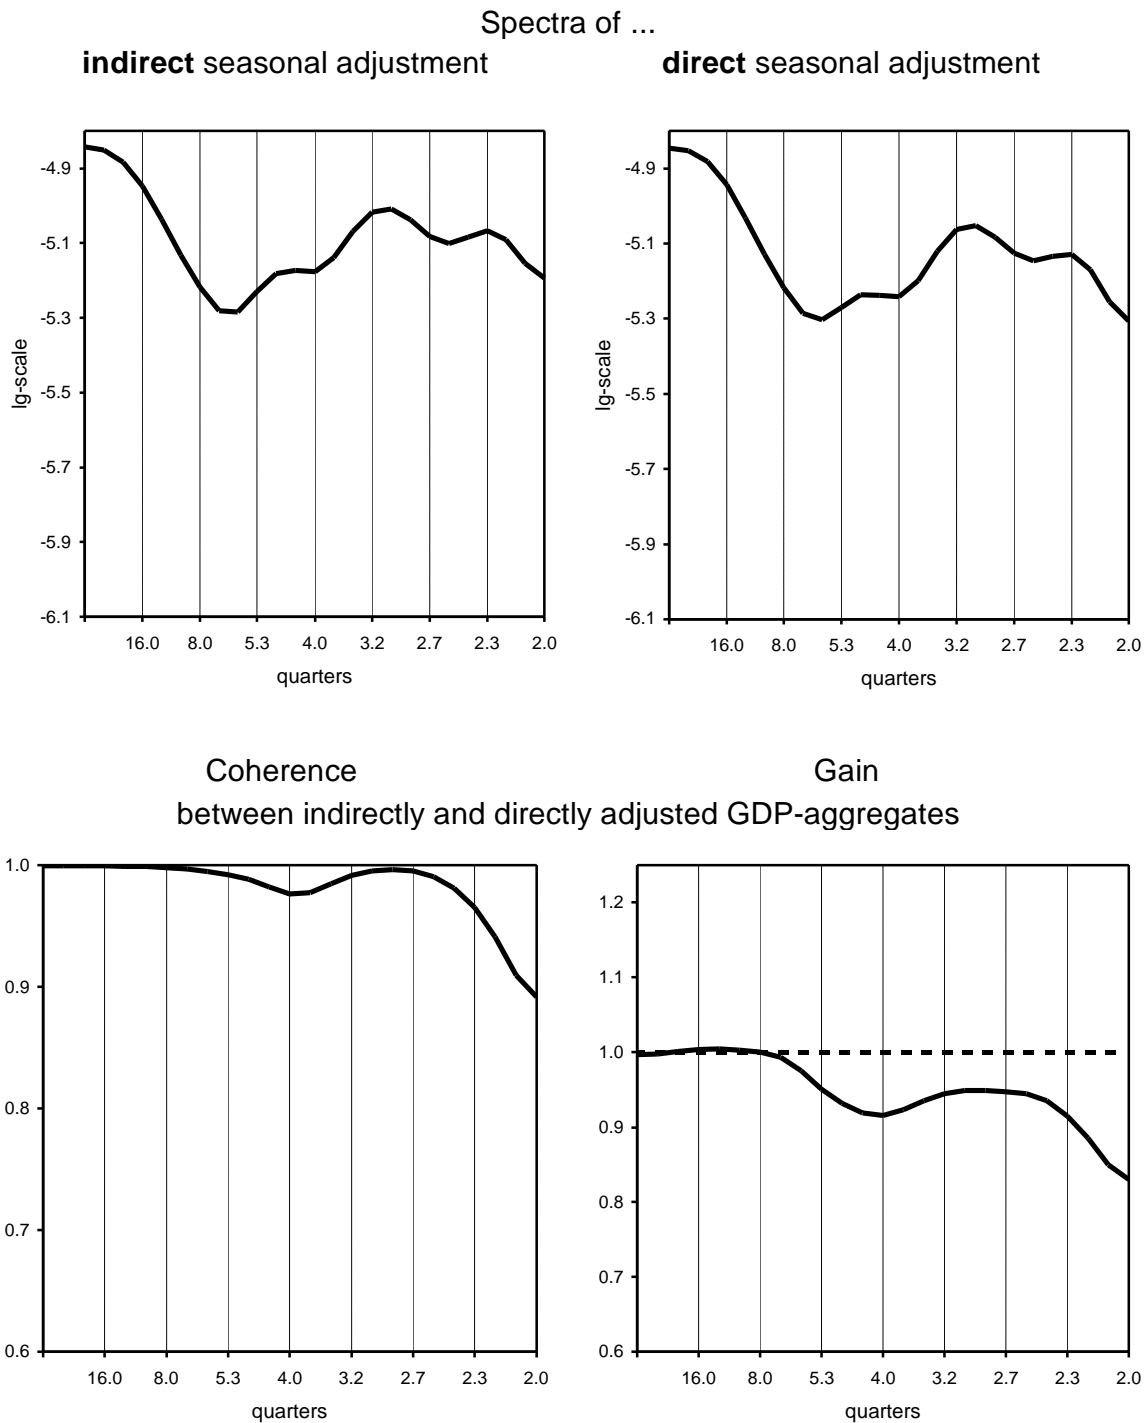 Spectra of ...
indirect seasonal adjustment
direct seasonal adjustment
-4.9
-5.1
-5.3
-5.5
-5.7
-5.9
-6.1
lg-scale
16.0 8.0 5.3 4.0 3.2 2.7 2.3 2.0
quarters
-4.9
-5.1
-5.3
-5.5
-5.7
-5.9
-6.1
lg-scale
16.0 8.0 5.3 4.0 3.2 2.7 2.3 2.0
quarters
Coherence
Gain
between indirectly and directly adjusted GDP-aggregates
1.0
0.9
0.8
0.7
0.6
16.0 8.0 5.3 4.0 3.2 2.7 2.3 2.0
quarters
1.2
1.1
1.0
0.9
0.8
0.7
0.6
16.0 8.0 5.3 4.0 3.2 2.7 2.3 2.0
quarters